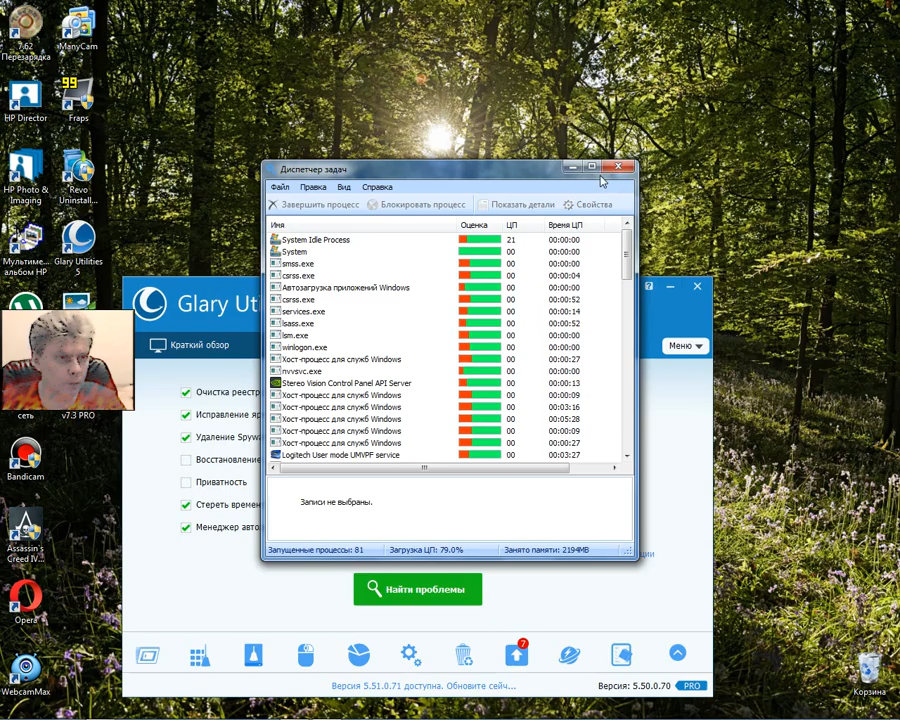 7.62
Перезарядка
ManyCam
HP Director
99
Fraps
HP Photo &
Imaging
Revo
Uninstall...
Мультиме...
альбом HP
Glary Utilities
5
сеть
v7.3 PRO
Bandicam
Assassin's
Creed IV...
Opera
WebcamMax
Корзина
Диспетчер задач
Файл Правка Вид Справка
Завершить процесс Блокировать процесс Показать детали Свойства
Имя Оценка ЦП Время ЦП
System Idle Process 21 00:00:00
System 00 00:00:00
smss.exe 00 00:00:00
csrss.exe 00 00:00:04
Автозагрузка приложений Windows 00 00:00:00
csrss.exe 00 00:00:52
services.exe 00 00:00:14
lsass.exe 00 00:00:52
lsm.exe 00 00:00:00
winlogon.exe 00 00:00:00
Хост-процесс для служб Windows 00 00:00:27
nvvsvc.exe 00 00:00:00
Stereo Vision Control Panel API Server 00 00:00:13
Хост-процесс для служб Windows 00 00:00:09
Хост-процесс для служб Windows 00 00:03:16
Хост-процесс для служб Windows 00 00:05:28
Хост-процесс для служб Windows 00 00:00:09
Хост-процесс для служб Windows 00 00:00:27
Logitech User mode UMVPF service 00 00:03:27
Записи не выбраны.
Запущенные процессы: 81 Загрузка ЦП: 79.0% Занято памяти: 2194MB
Glary Uti
Краткий обзор
Меню
Очистка реестр
Исправление яр
Удаление Spywa
Восстановление
Приватность
Стереть времен
Менеджер авто
ции
Найти проблемы
7
Версия 5.51.0.71 доступна. Обновите сейч...
Версия: 5.50.0.70 PRO